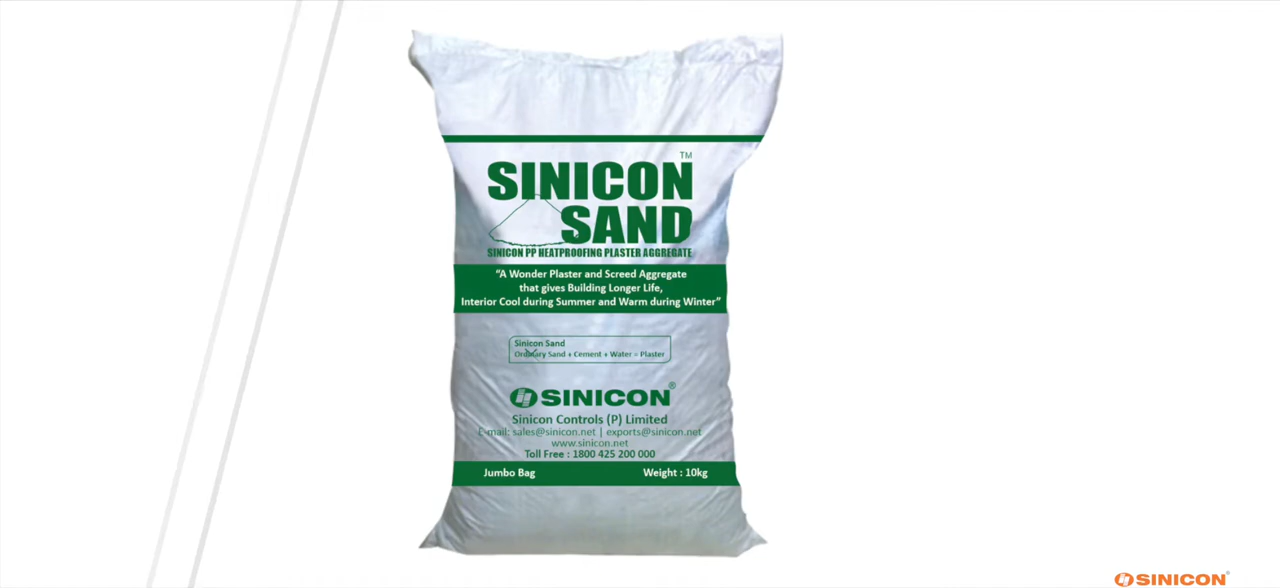 SINICON™
SAND
SINICON PP HEATPROOFING PLASTER AGGREGATE
“A Wonder Plaster and Screed Aggregate
that gives Building Longer Life,
Interior Cool during Summer and Warm during Winter”
Sinicon Sand
Ordinary Sand + Cement + Water = Plaster
SINICON®
Sinicon Controls (P) Limited
E-mail: sales@sinicon.net | exports@sinicon.net
www.sinicon.net
Toll Free : 1800 425 200 000
Jumbo Bag Weight : 10kg
SINICON®